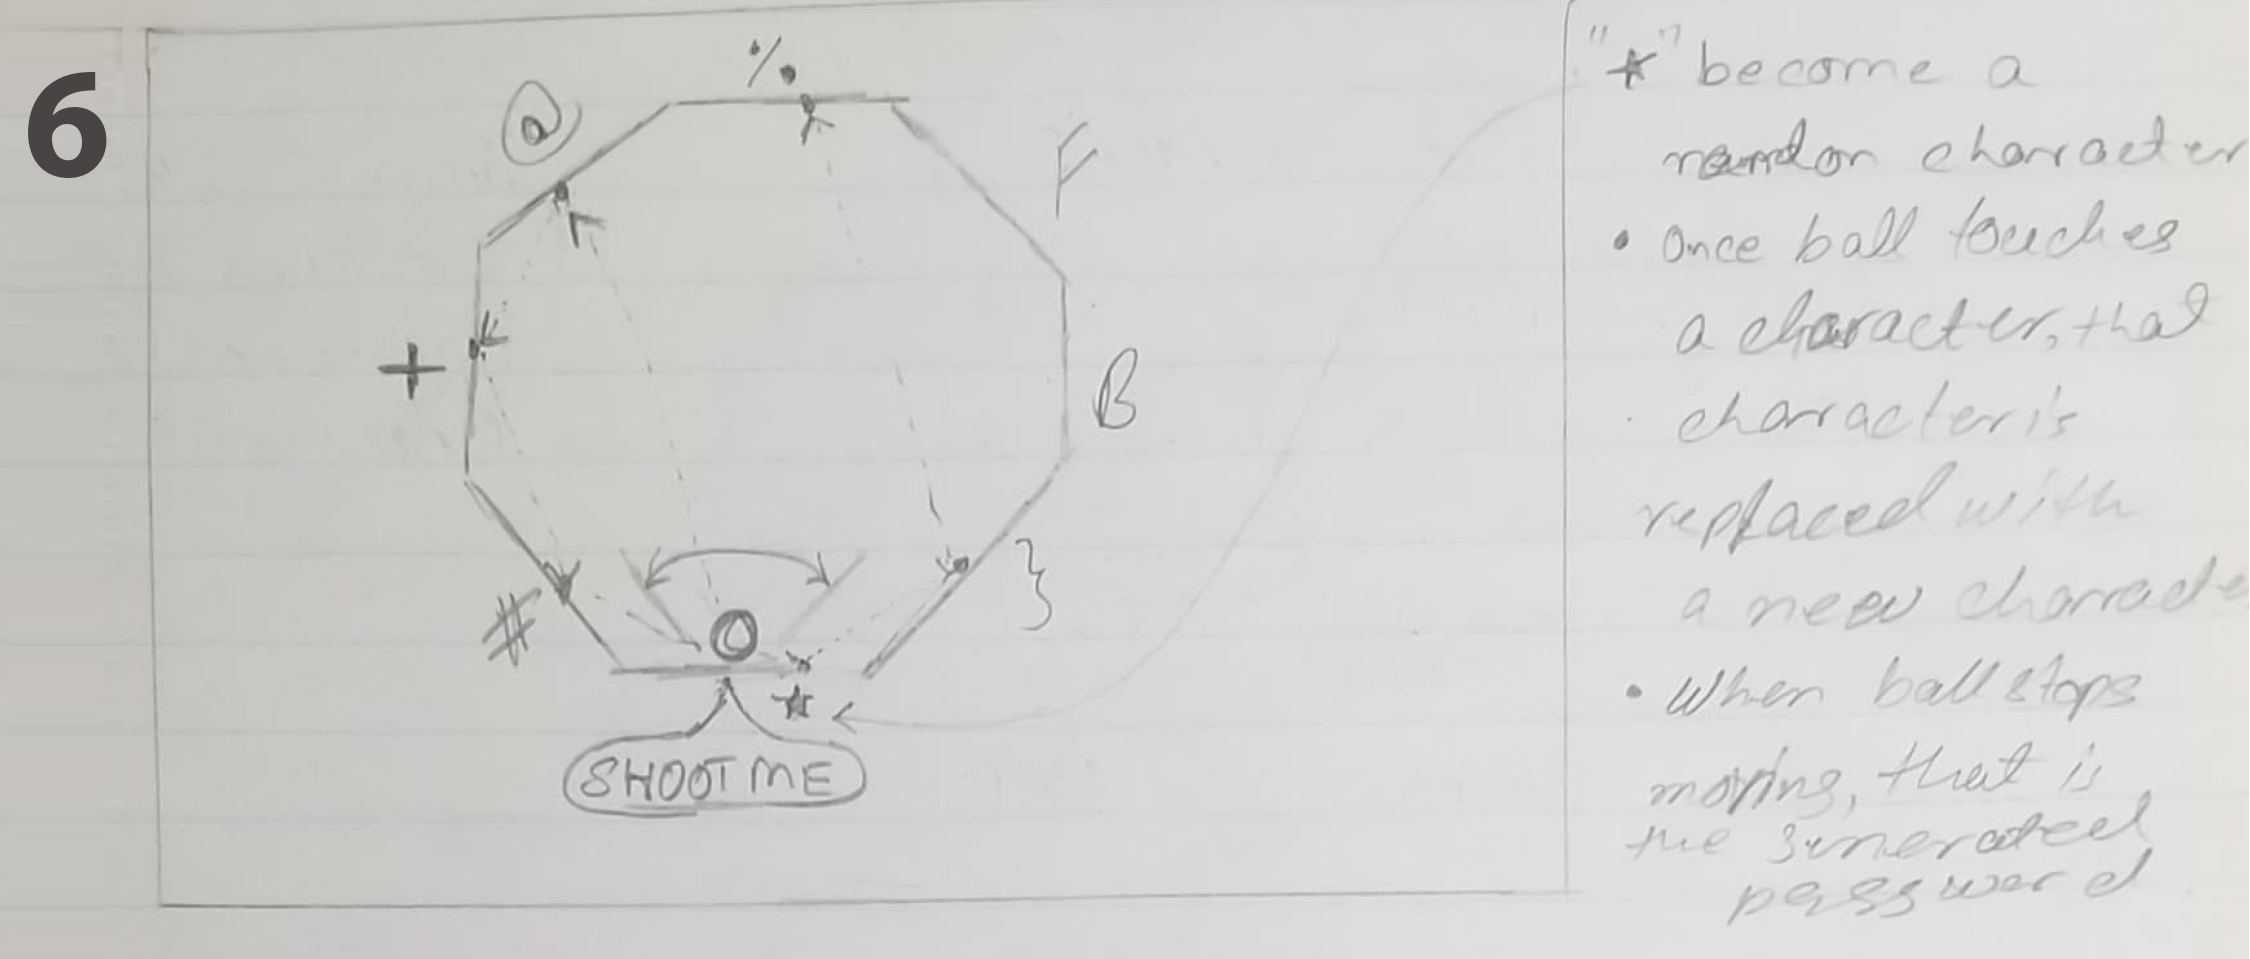 6
%
@
F
+
B
#
}
O
*
SHOOT ME
"*" become a
random character
• Once ball touches
a character, that
character is
replaced with
a new characte
• When ball stops
moving, that is
the generated
password